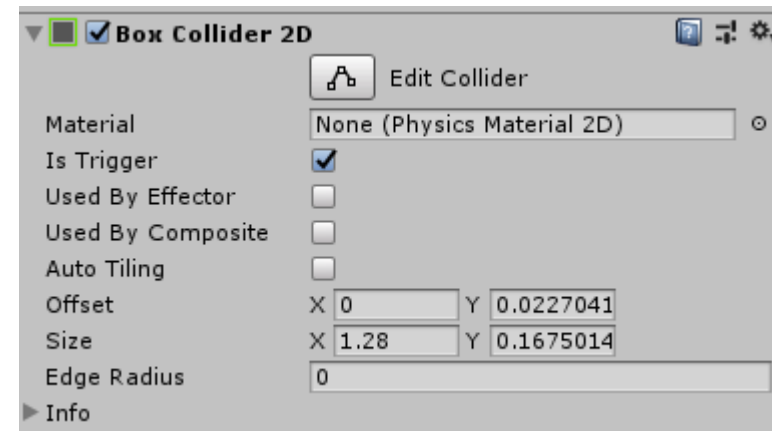 Box Collider 2D
Edit Collider
Material None (Physics Material 2D)
Is Trigger
Used By Effector
Used By Composite
Auto Tiling
Offset X 0 Y 0.0227041
Size X 1.28 Y 0.1675014
Edge Radius 0
Info